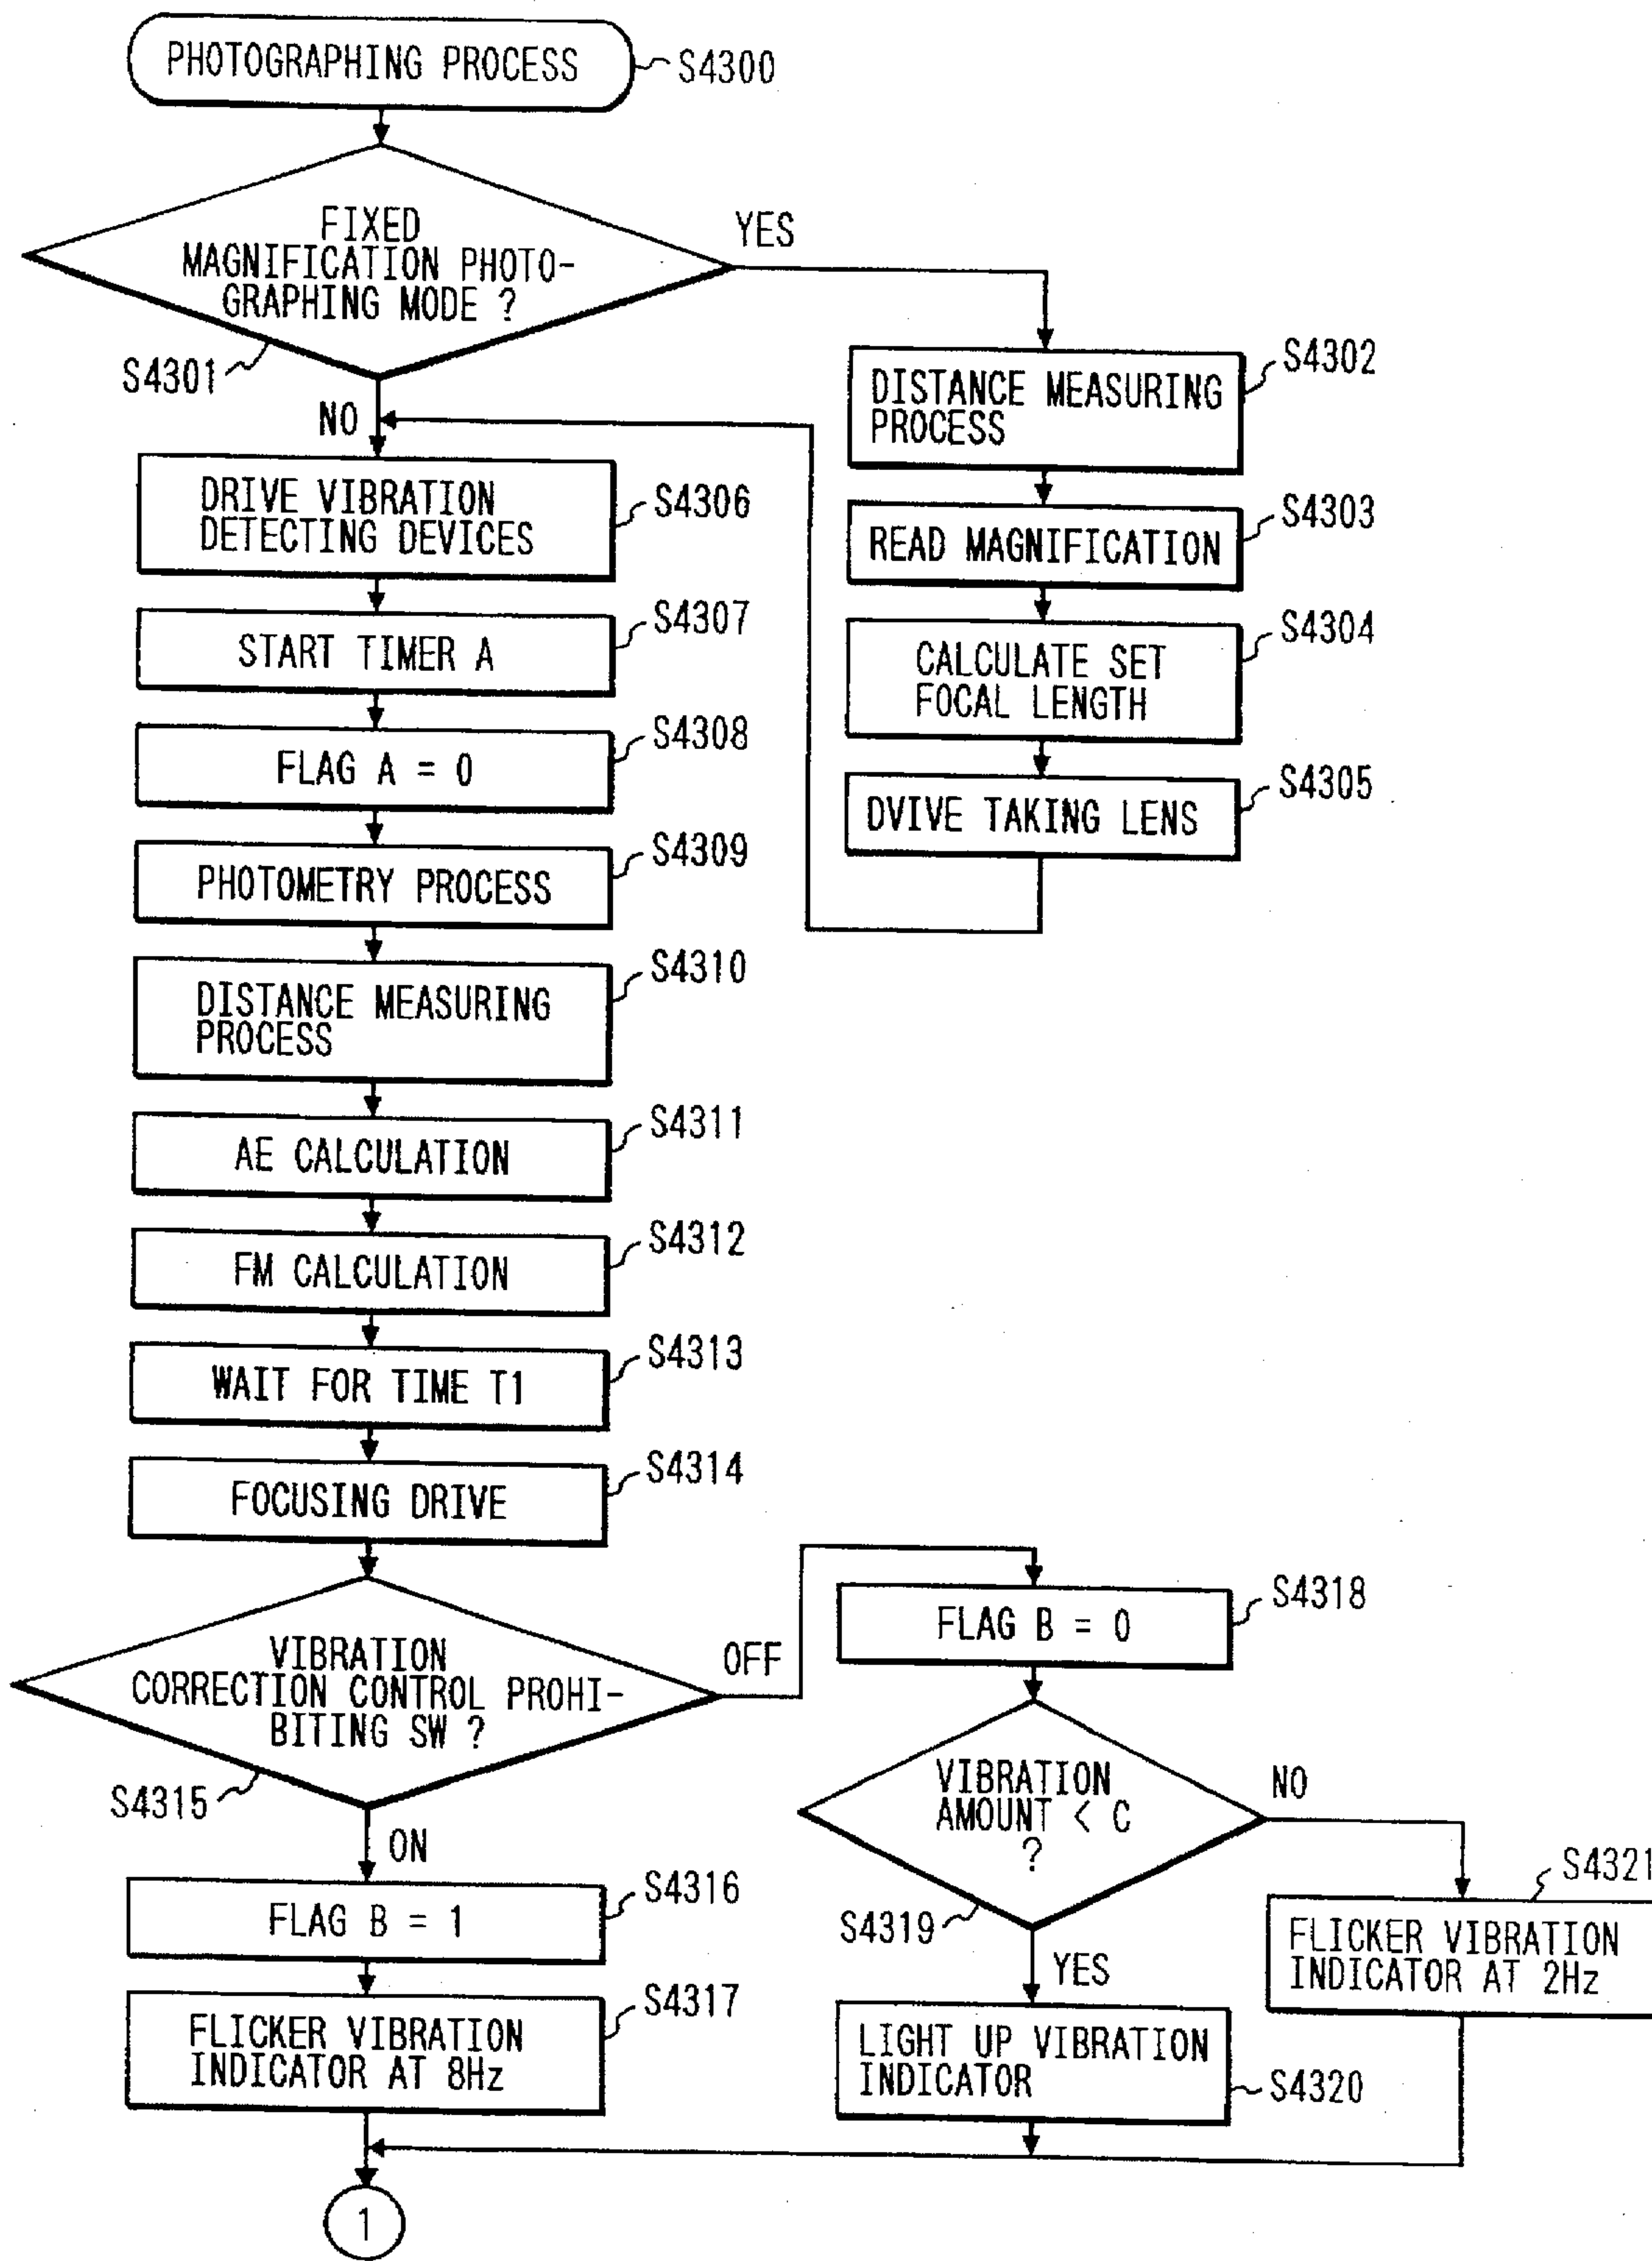 PHOTOGRAPHING PROCESS
S4300
FIXED
MAGNIFICATION PHOTO-
GRAPHING MODE ?
S4301
YES
NO
S4302
DISTANCE MEASURING
PROCESS
S4303
READ MAGNIFICATION
S4304
CALCULATE SET
FOCAL LENGTH
S4305
DVIVE TAKING LENS
DRIVE VIBRATION
DETECTING DEVICES
S4306
START TIMER A
S4307
FLAG A = 0
S4308
PHOTOMETRY PROCESS
S4309
DISTANCE MEASURING
PROCESS
S4310
AE CALCULATION
S4311
FM CALCULATION
S4312
WAIT FOR TIME T1
S4313
FOCUSING DRIVE
S4314
VIBRATION
CORRECTION CONTROL PROHI-
BITING SW ?
S4315
OFF
ON
FLAG B = 1
S4316
FLICKER VIBRATION
INDICATOR AT 8Hz
S4317
FLAG B = 0
S4318
VIBRATION
AMOUNT < C
?
S4319
NO
YES
LIGHT UP VIBRATION
INDICATOR
S4320
S4321
FLICKER VIBRATION
INDICATOR AT 2Hz
1